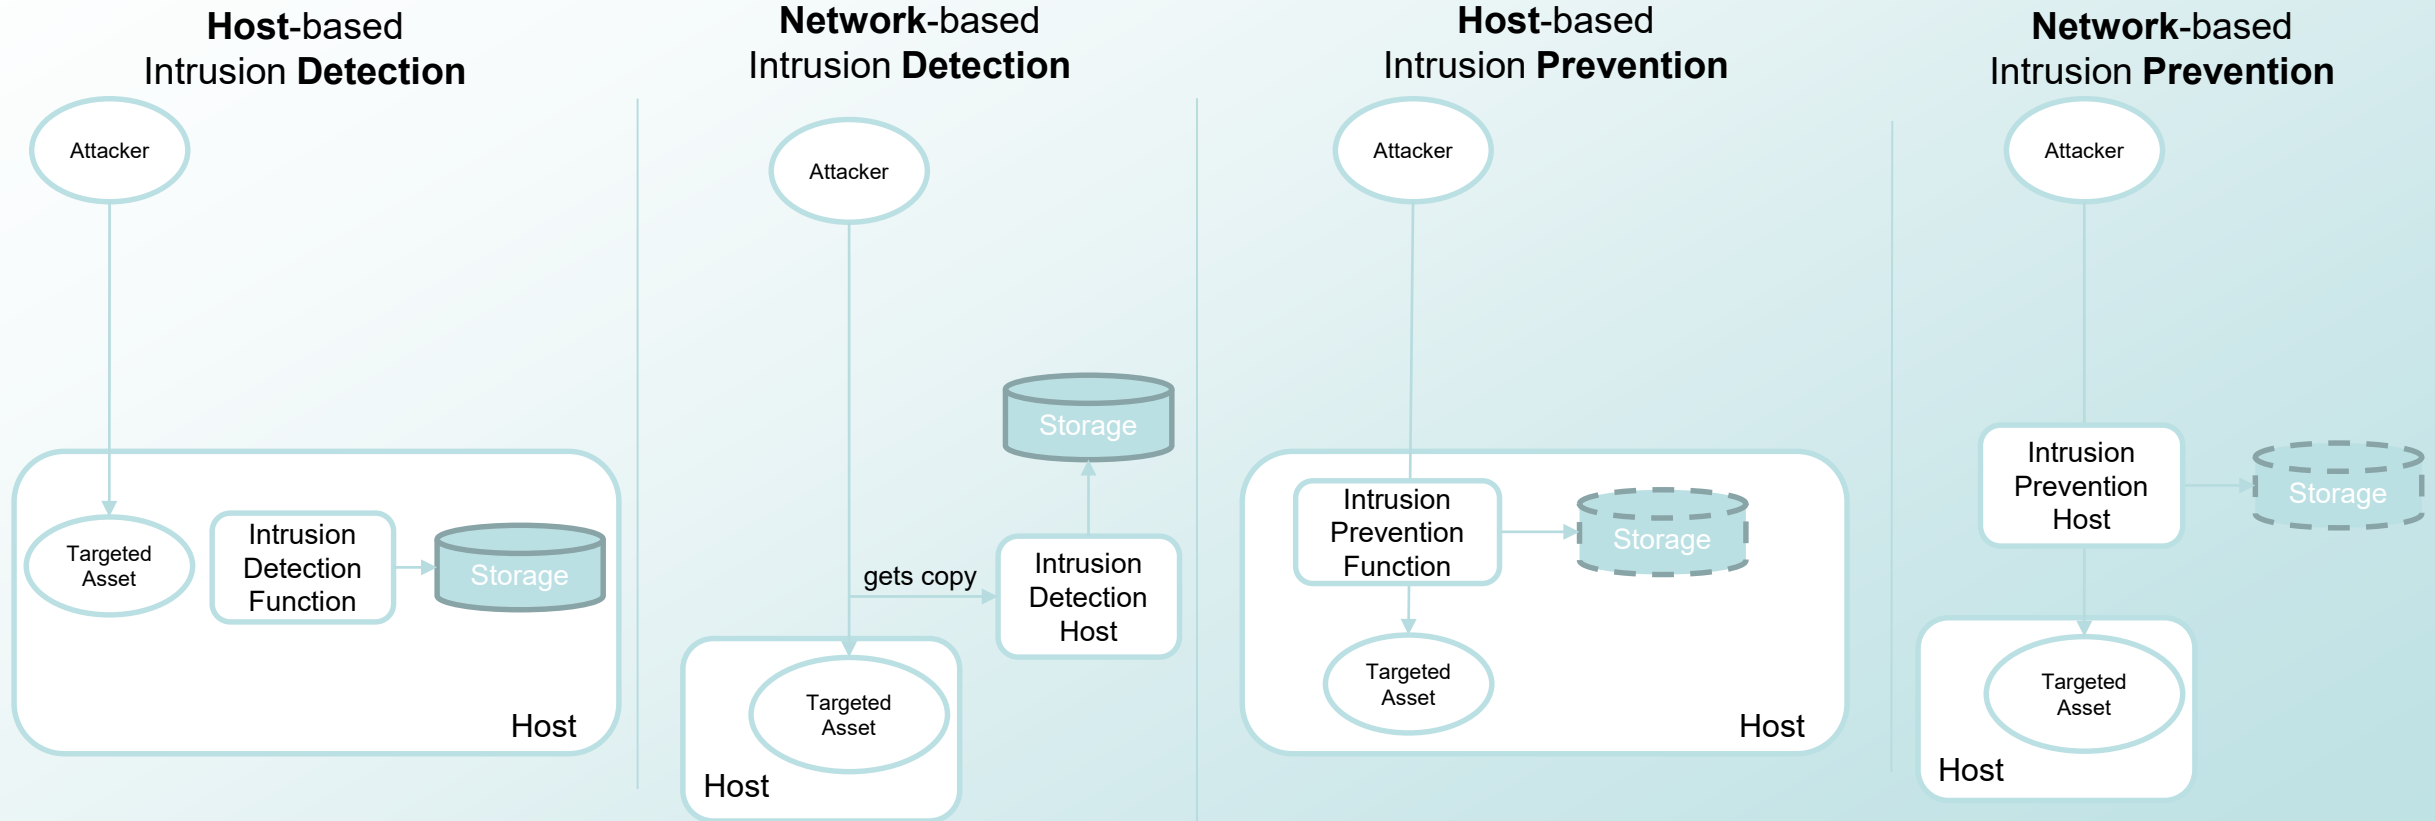 Host-based
Intrusion Detection
Attacker
Targeted
Asset
Intrusion
Detection
Function
Storage
Host
Network-based
Intrusion Detection
Attacker
Storage
gets copy
Intrusion
Detection
Host
Targeted
Asset
Host
Host-based
Intrusion Prevention
Attacker
Intrusion
Prevention
Function
Storage
Targeted
Asset
Host
Network-based
Intrusion Prevention
Attacker
Intrusion
Prevention
Host
Storage
Targeted
Asset
Host